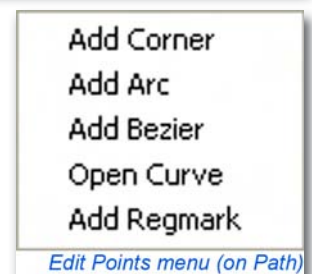 Add Corner
Add Arc
Add Bezier
Open Curve
Add Regmark
Edit Points menu (on Path)